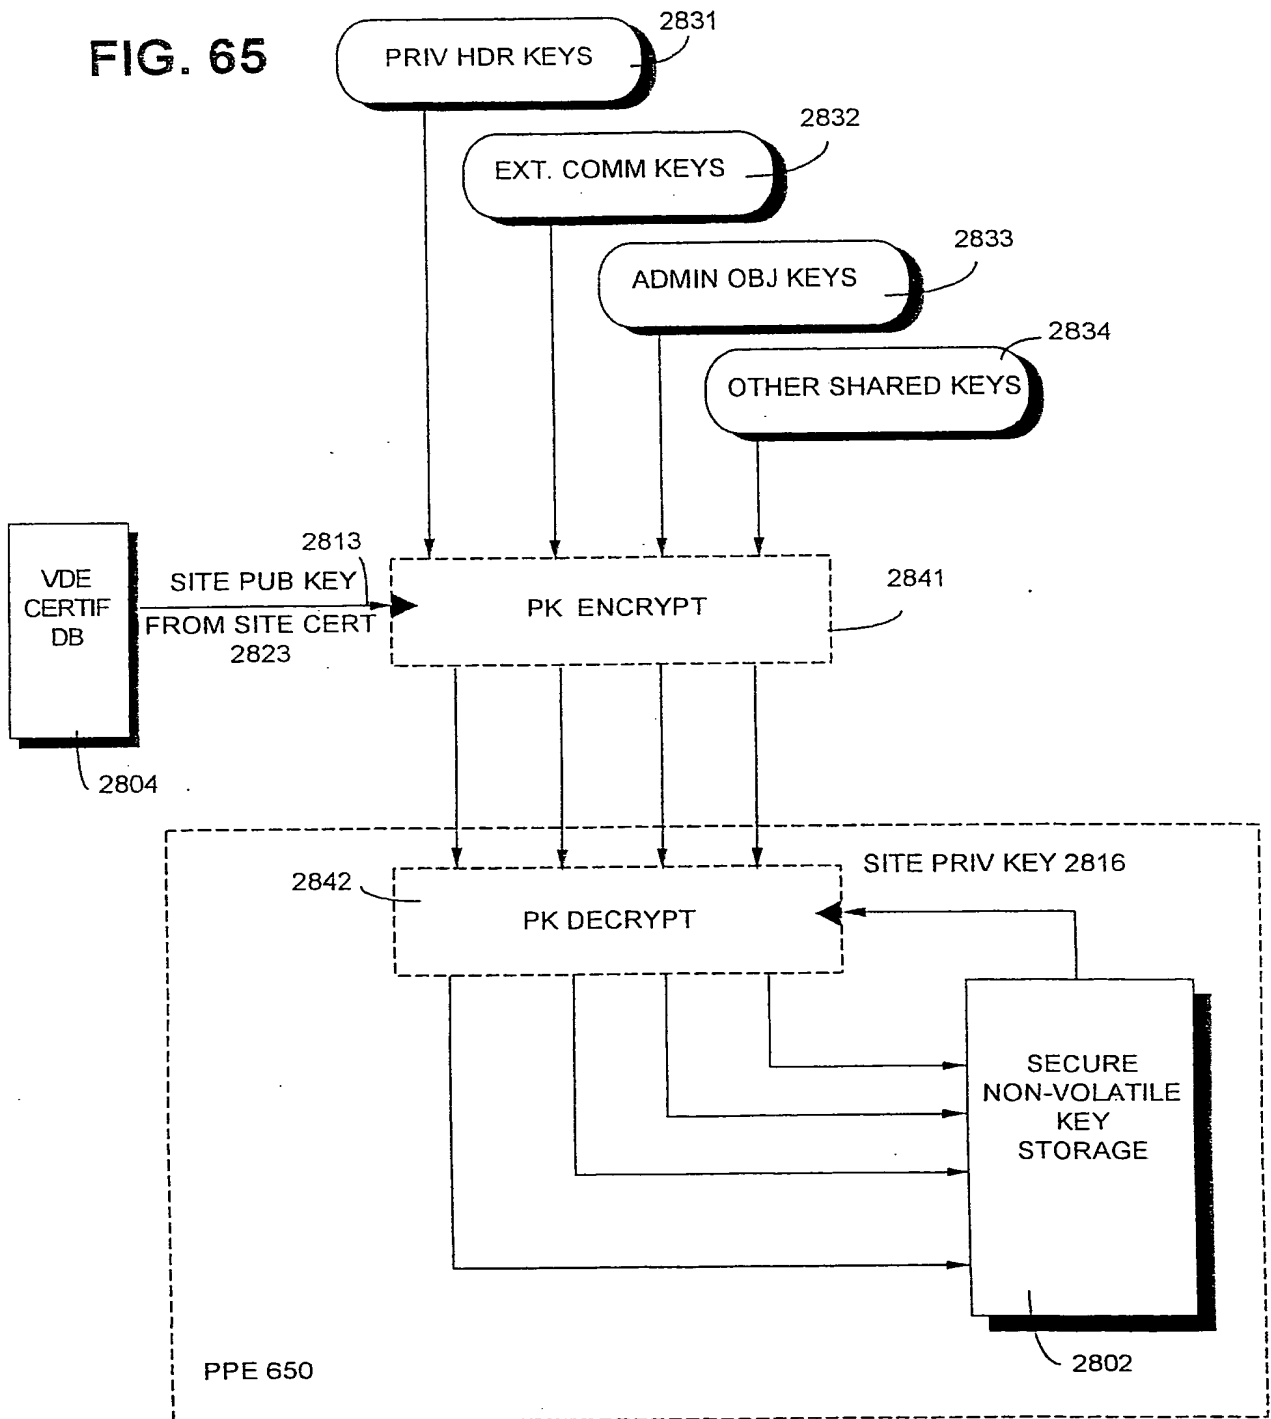 FIG. 65
PRIV HDR KEYS
2831
EXT. COMM KEYS
2832
ADMIN OBJ KEYS
2833
OTHER SHARED KEYS
2834
VDE
CERTIF
DB
2804
2813
SITE PUB KEY
FROM SITE CERT
2823
PK ENCRYPT
2841
2842
PK DECRYPT
SITE PRIV KEY 2816
SECURE
NON-VOLATILE
KEY
STORAGE
2802
PPE 650